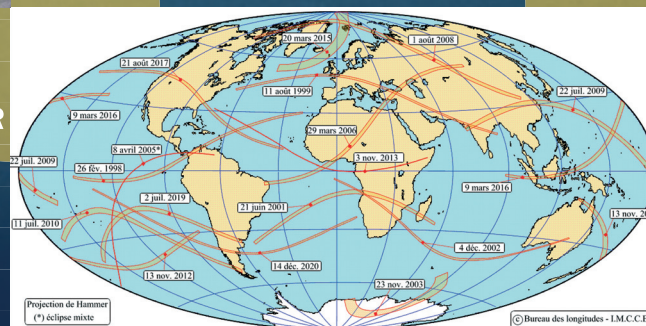 20 mars 2015
1 août 2008
21 août 2017
11 août 1999
22 juil. 2009
R
9 mars 2016
29 mars 2006
8 avril 2005*
3 nov. 2013
22 juil. 2009
26 fév. 1998
9 mars 2016
2 juil. 2019
21 juin 2001
11 juil. 2010
13 nov.
4 déc. 2002
13 nov. 2012
14 déc. 2020
23 nov. 2003
Projection de Hammer
(*) éclipse mixte
© Bureau des longitudes - I.M.C.C.E